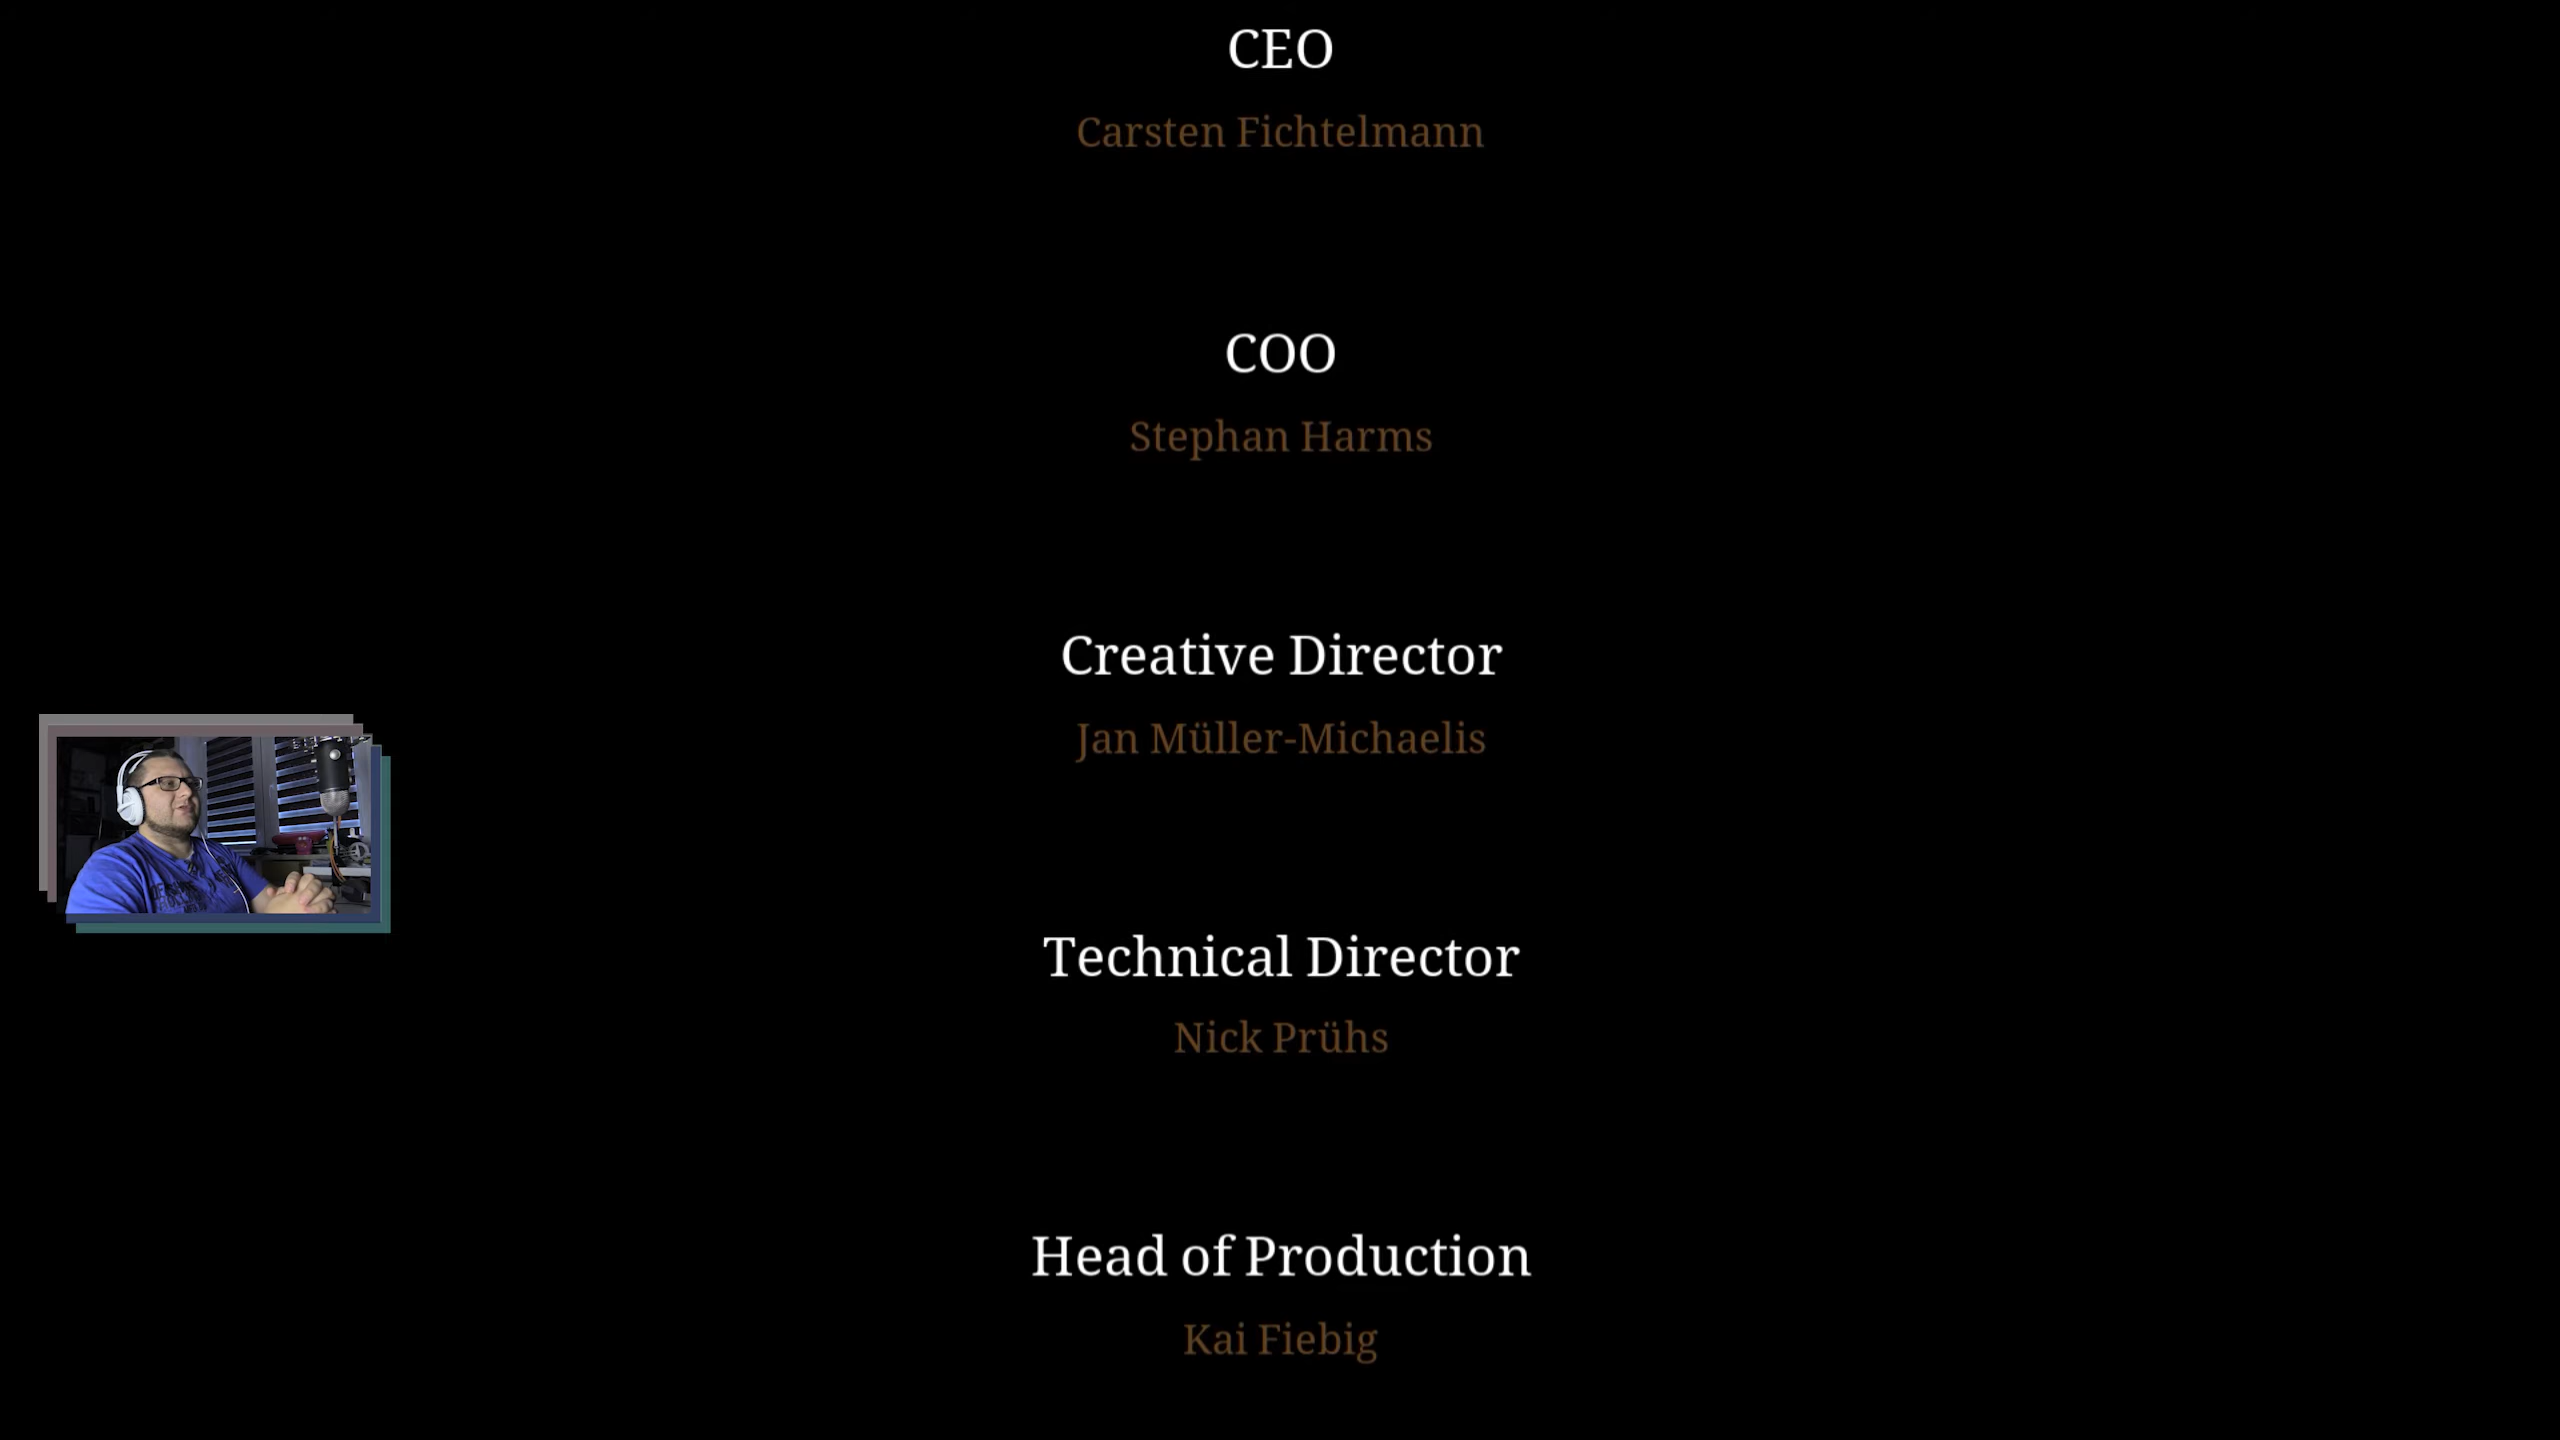 CEO
Carsten Fichtelmann
COO
Stephan Harms
Creative Director
Jan Müller-Michaelis
Technical Director
Nick Prühs
Head of Production
Kai Fiebig